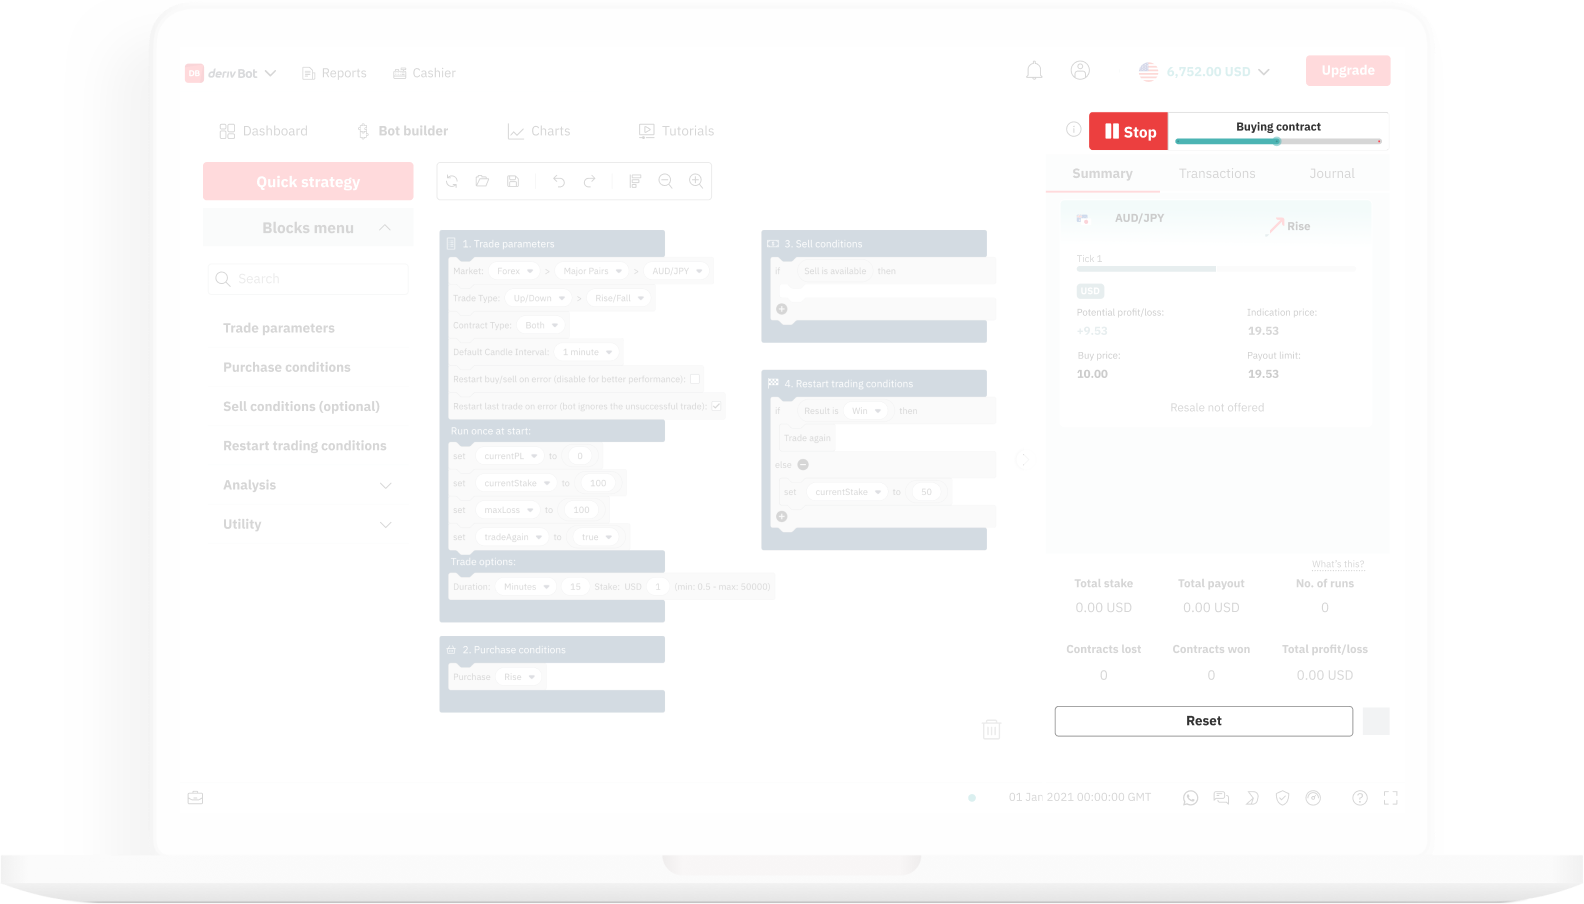 DB deriv Bot Reports Cashier 6,752.00 USD Upgrade
Dashboard Bot builder Charts Tutorials Stop Buying contract
Quick strategy
Blocks menu
Search
Trade parameters
Purchase conditions
Sell conditions (optional)
Restart trading conditions
Analysis
Utility
1. Trade parameters
Market: Forex > Major Pairs > AUD/JPY
Trade Type: Up/Down > Rise/Fall
Contract Type: Both
Default Candle Interval: 1 minute
Restart buy/sell on error (disable for better performance):
Restart last trade on error (bot ignores the unsuccessful trade):
Run once at start:
set currentPL to 0
set currentStake to 100
set maxLoss to 100
set tradeAgain to true
Trade options:
Duration: Minutes 15 Stake: USD 1 (min: 0.5 - max: 50000)
2. Purchase conditions
Purchase Rise
3. Sell conditions
if Sell is available then
4. Restart trading conditions
if Result is Win then
Trade again
else
set currentStake to 50
Summary Transactions Journal
AUD/JPY Rise
Tick 1
USD
Potential profit/loss: Indication price:
+9.53 19.53
Buy price: Payout limit:
10.00 19.53
Resale not offered
What's this?
Total stake Total payout No. of runs
0.00 USD 0.00 USD 0
Contracts lost Contracts won Total profit/loss
0 0 0.00 USD
Reset
01 Jan 2021 00:00:00 GMT